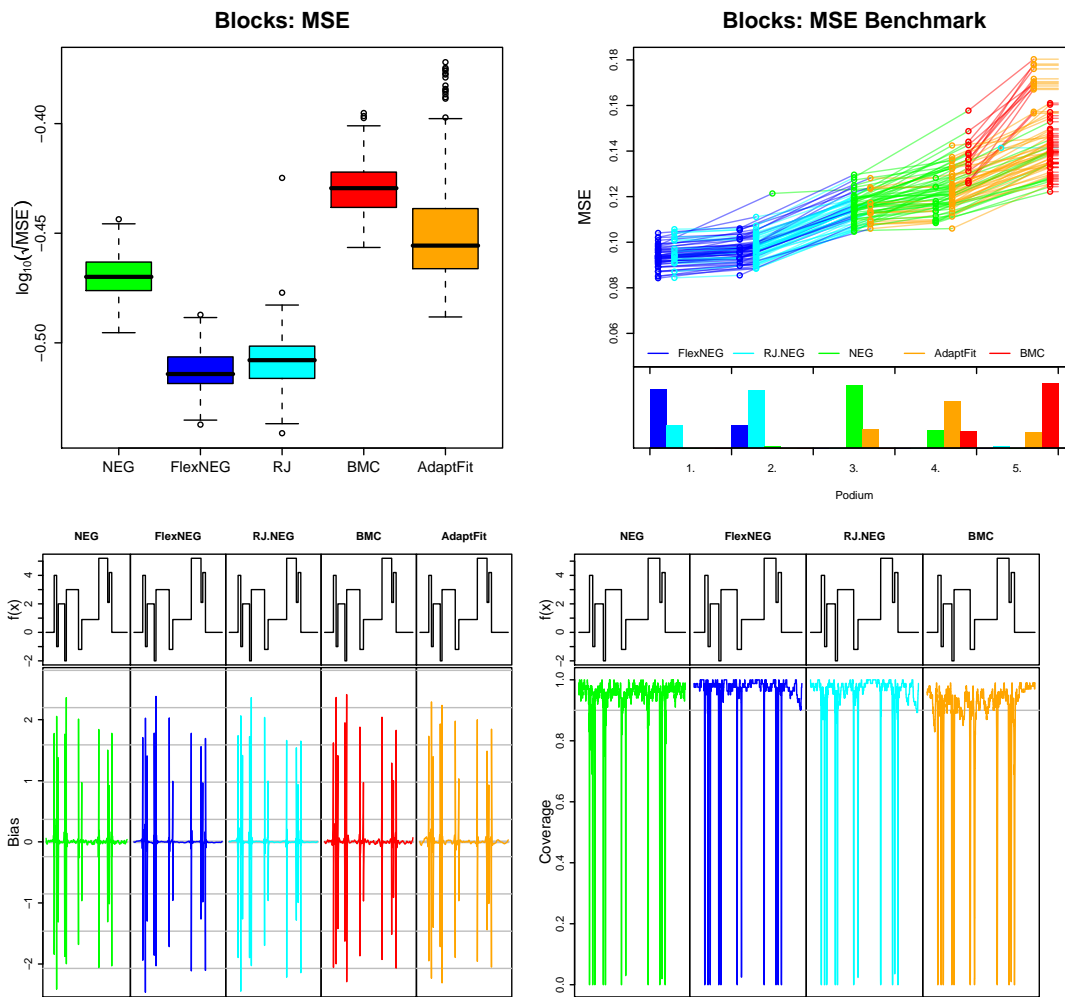 Blocks: MSE
log₁₀(√MSE)
−0.40
−0.45
−0.50
NEG
FlexNEG
RJ
BMC
AdaptFit
Blocks: MSE Benchmark
MSE
0.18
0.16
0.14
0.12
0.10
0.08
0.06
FlexNEG
RJ.NEG
NEG
AdaptFit
BMC
1.
2.
3.
4.
5.
Podium
NEG
FlexNEG
RJ.NEG
BMC
AdaptFit
f(x)
4
2
0
−2
Bias
2
1
0
−1
−2
NEG
FlexNEG
RJ.NEG
BMC
f(x)
4
2
0
−2
Coverage
1.0
0.8
0.6
0.4
0.2
0.0